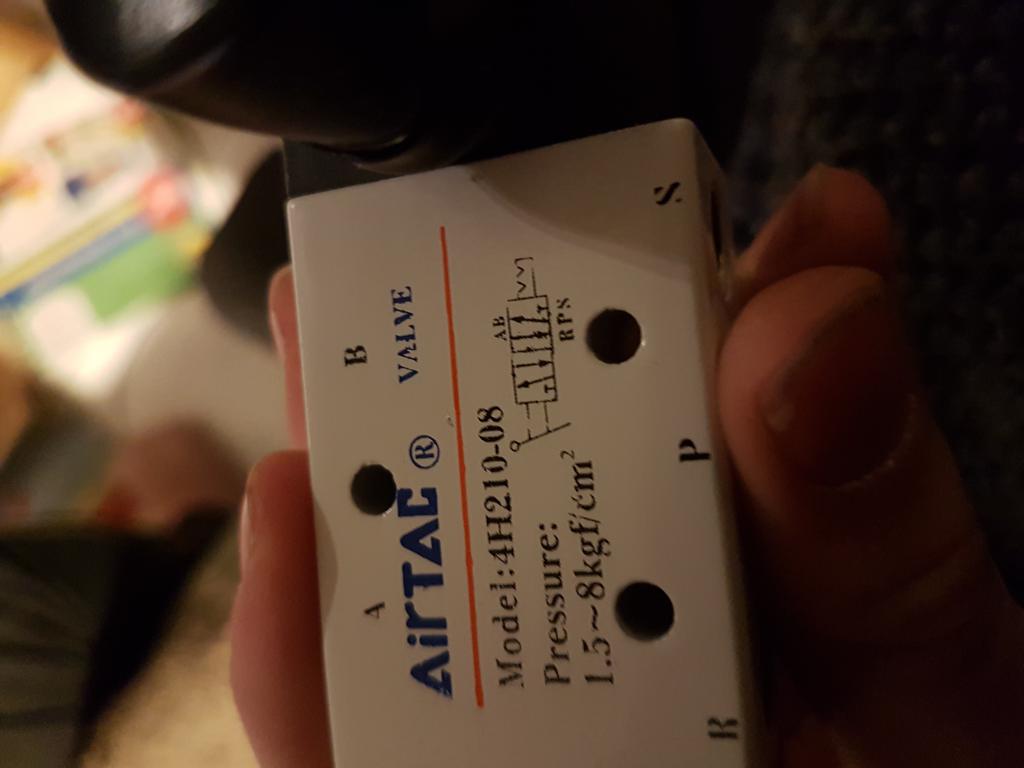 A B
AirTAC ® VALVE
Model:4H210-08
AB
RPS
Pressure:
1.5~8kgf/cm²
R P S